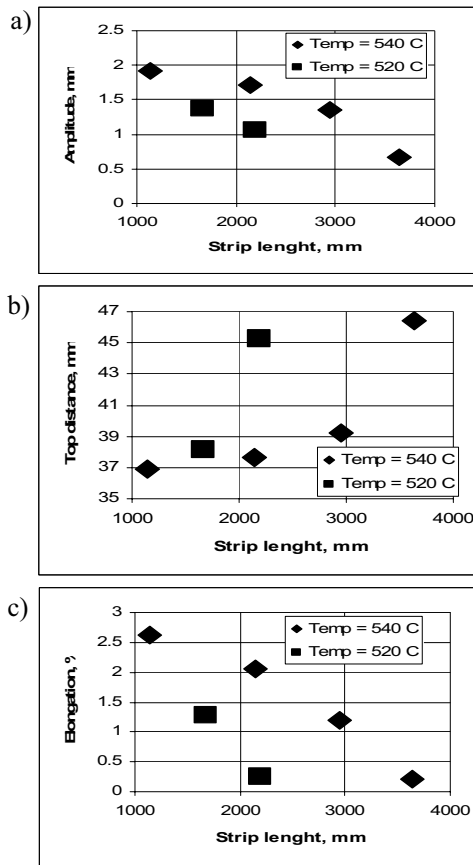 a)
2.5
2
1.5
1
0.5
0
Amplitude, mm
Temp = 540 C
Temp = 520 C
1000 2000 3000 4000
Strip lenght, mm
b)
47
45
43
41
39
37
35
Top distance, mm
Temp = 540 C
Temp = 520 C
1000 2000 3000 4000
Strip lenght, mm
c)
3
2.5
2
1.5
1
0.5
0
Elongation, %
Temp = 540 C
Temp = 520 C
1000 2000 3000 4000
Strip lenght, mm